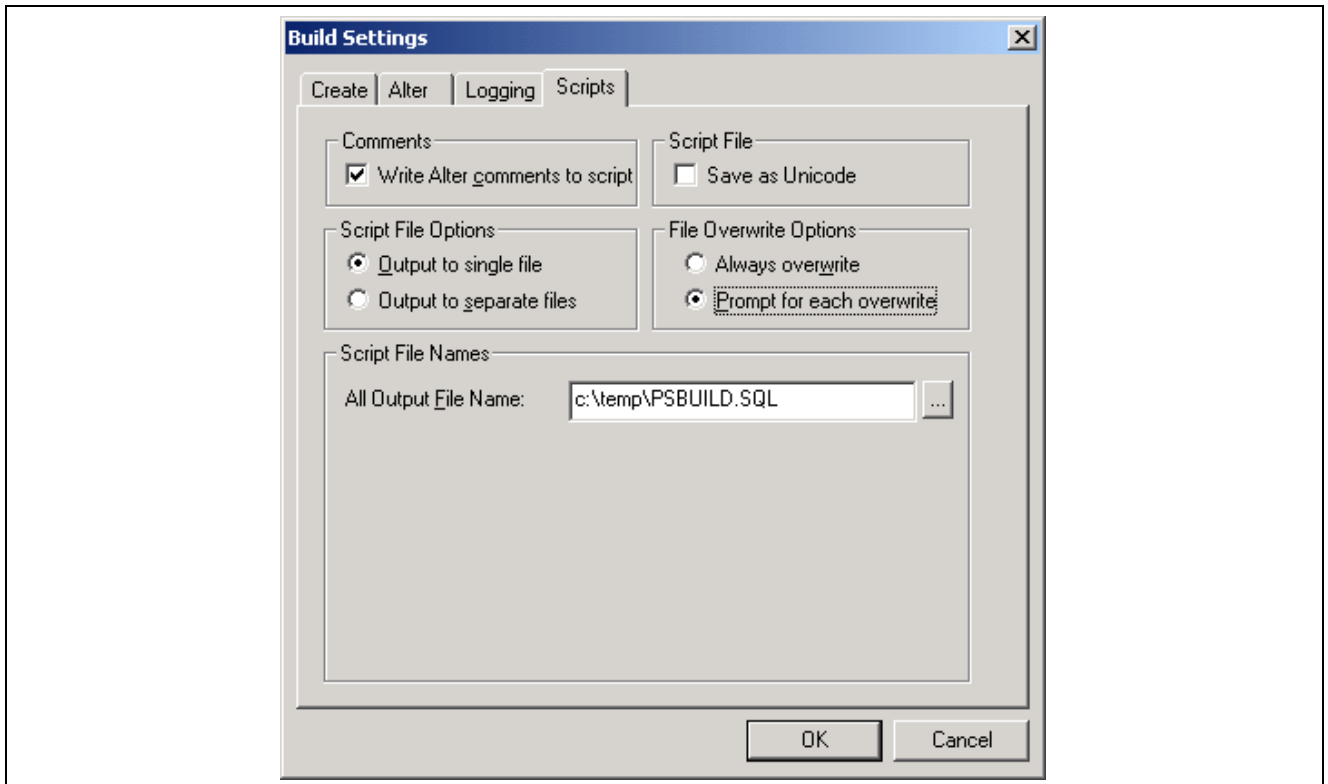 Build Settings
Create Alter Logging Scripts
Comments
Write Alter comments to script
Script File
Save as Unicode
Script File Options
Output to single file
Output to separate files
File Overwrite Options
Always overwrite
Prompt for each overwrite
Script File Names
All Output File Name: c:\temp\PSBUILD.SQL ...
OK Cancel